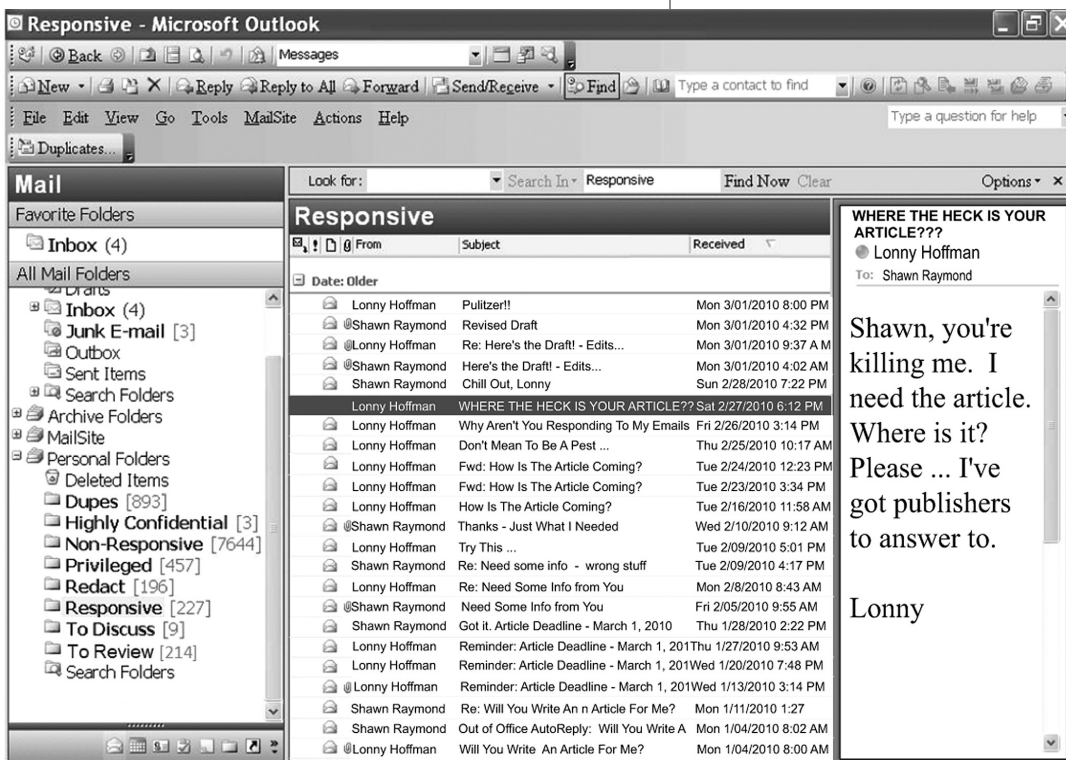 Responsive - Microsoft Outlook
Back Messages
New Reply Reply to All Forward Send/Receive Find Type a contact to find
File Edit View Go Tools MailSite Actions Help Type a question for help
Duplicates...
Mail
Favorite Folders
Inbox (4)
All Mail Folders
Drafts
Inbox (4)
Junk E-mail [3]
Outbox
Sent Items
Search Folders
Archive Folders
MailSite
Personal Folders
Deleted Items
Dupes [893]
Highly Confidential [3]
Non-Responsive [7644]
Privileged [457]
Redact [196]
Responsive [227]
To Discuss [9]
To Review [214]
Search Folders
Look for: Search In Responsive Find Now Clear Options
Responsive
From Subject Received
Date: Older
Lonny Hoffman Pulitzer!! Mon 3/01/2010 8:00 PM
Shawn Raymond Revised Draft Mon 3/01/2010 4:32 PM
Lonny Hoffman Re: Here's the Draft! - Edits... Mon 3/01/2010 9:37 A M
Shawn Raymond Here's the Draft! - Edits... Mon 3/01/2010 4:02 AM
Shawn Raymond Chill Out, Lonny Sun 2/28/2010 7:22 PM
Lonny Hoffman WHERE THE HECK IS YOUR ARTICLE?? Sat 2/27/2010 6:12 PM
Lonny Hoffman Why Aren't You Responding To My Emails Fri 2/26/2010 3:14 PM
Lonny Hoffman Don't Mean To Be A Pest ... Thu 2/25/2010 10:17 AM
Lonny Hoffman Fwd: How Is The Article Coming? Tue 2/24/2010 12:23 PM
Lonny Hoffman Fwd: How Is The Article Coming? Tue 2/23/2010 3:34 PM
Lonny Hoffman How Is The Article Coming? Tue 2/16/2010 11:58 AM
Shawn Raymond Thanks - Just What I Needed Wed 2/10/2010 9:12 AM
Lonny Hoffman Try This ... Tue 2/09/2010 5:01 PM
Shawn Raymond Re: Need some info - wrong stuff Tue 2/09/2010 4:17 PM
Lonny Hoffman Re: Need Some Info from You Mon 2/8/2010 8:43 AM
Shawn Raymond Need Some Info from You Fri 2/05/2010 9:55 AM
Shawn Raymond Got it. Article Deadline - March 1, 2010 Thu 1/28/2010 2:22 PM
Lonny Hoffman Reminder: Article Deadline - March 1, 201 Thu 1/27/2010 9:53 AM
Lonny Hoffman Reminder: Article Deadline - March 1, 201 Wed 1/20/2010 7:48 PM
Lonny Hoffman Reminder: Article Deadline - March 1, 201 Wed 1/13/2010 3:14 PM
Shawn Raymond Re: Will You Write An n Article For Me? Mon 1/11/2010 1:27
Shawn Raymond Out of Office AutoReply: Will You Write A Mon 1/04/2010 8:02 AM
Lonny Hoffman Will You Write An Article For Me? Mon 1/04/2010 8:00 AM
WHERE THE HECK IS YOUR
ARTICLE???
Lonny Hoffman
To: Shawn Raymond
Shawn, you're
killing me. I
need the article.
Where is it?
Please ... I've
got publishers
to answer to.
Lonny